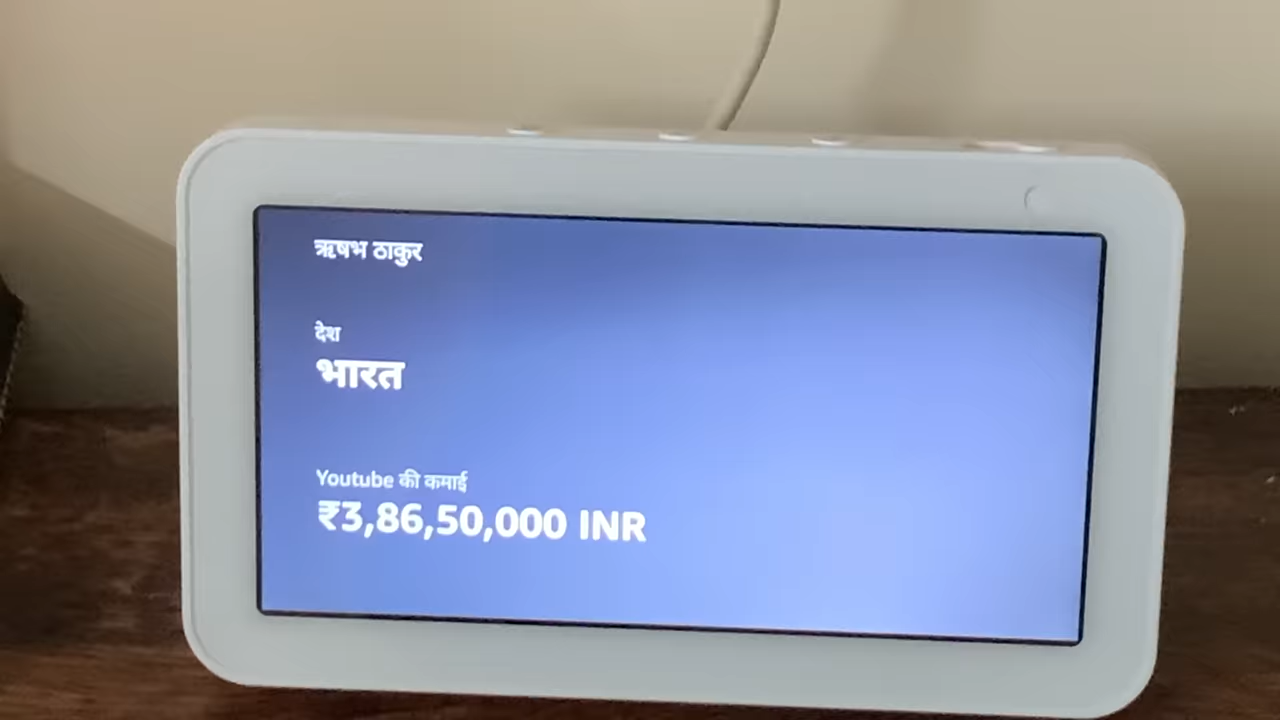 ऋषभ ठाकुर
देश
भारत
Youtube की कमाई
₹3,86,50,000 INR